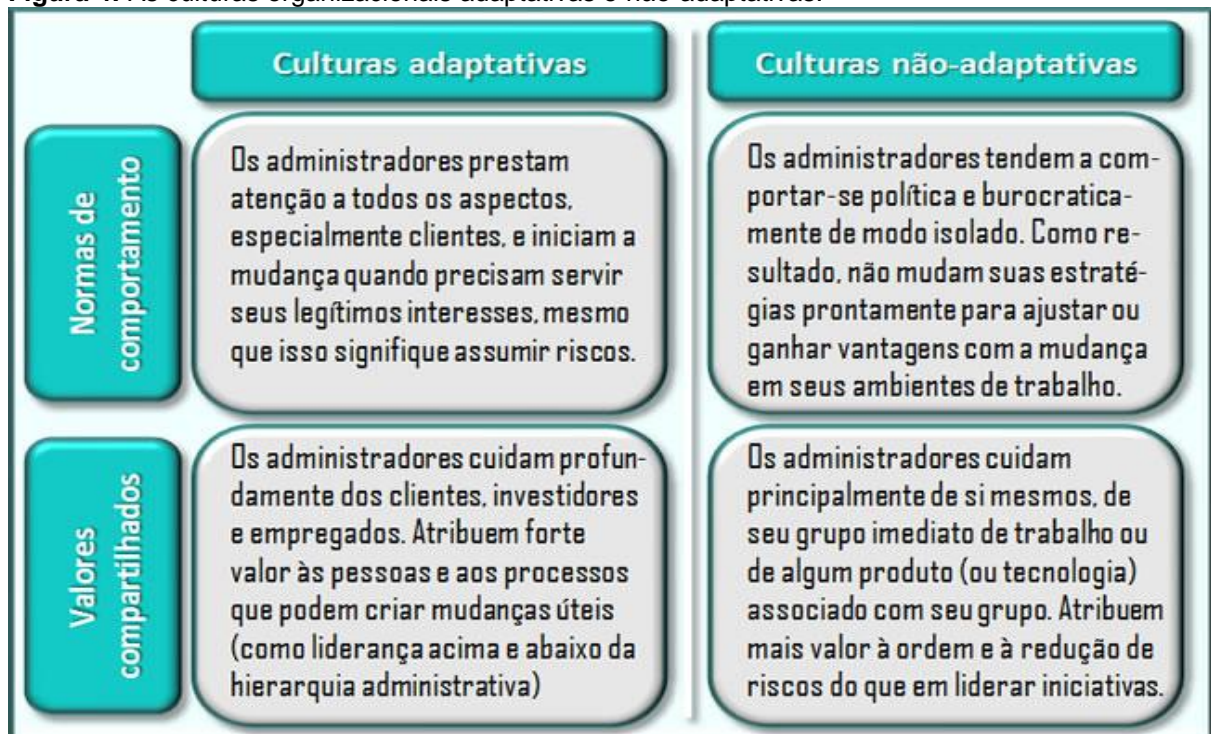 Figura 4. As culturas organizacionais adaptativas e não-adaptativas.
Culturas adaptativas
Culturas não-adaptativas
Normas de
comportamento
Os administradores prestam
atenção a todos os aspectos,
especialmente clientes, e iniciam a
mudança quando precisam servir
seus legítimos interesses, mesmo
que isso signifique assumir riscos.
Os administradores tendem a com-
portar-se política e burocratica-
mente de modo isolado. Como re-
sultado, não mudam suas estraté-
gias prontamente para ajustar ou
ganhar vantagens com a mudança
em seus ambientes de trabalho.
Valores
compartilhados
Os administradores cuidam profun-
damente dos clientes, investidores
e empregados. Atribuem forte
valor às pessoas e aos processos
que podem criar mudanças úteis
(como liderança acima e abaixo da
hierarquia administrativa)
Os administradores cuidam
principalmente de si mesmos, de
seu grupo imediato de trabalho ou
de algum produto (ou tecnologia)
associado com seu grupo. Atribuem
mais valor à ordem e à redução de
riscos do que em liderar iniciativas.